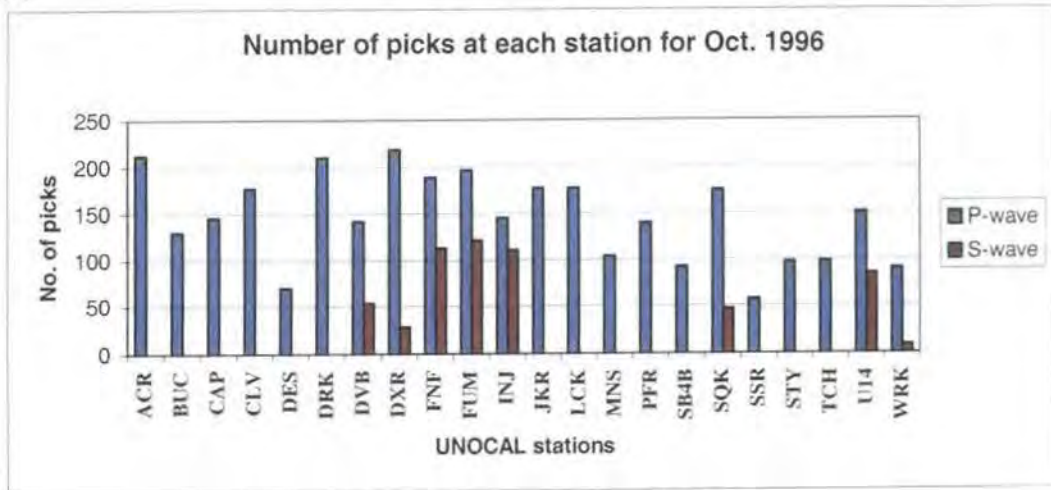 Number of picks at each station for Oct. 1996
250
200
150
100
50
0
No. of picks
ACR
BUC
CAP
CLV
DES
DRK
DVB
DXR
FNF
FUM
INJ
JKR
LCK
MNS
PFR
SB4B
SQK
SSR
STY
TCH
U14
WRK
UNOCAL stations
P-wave
S-wave